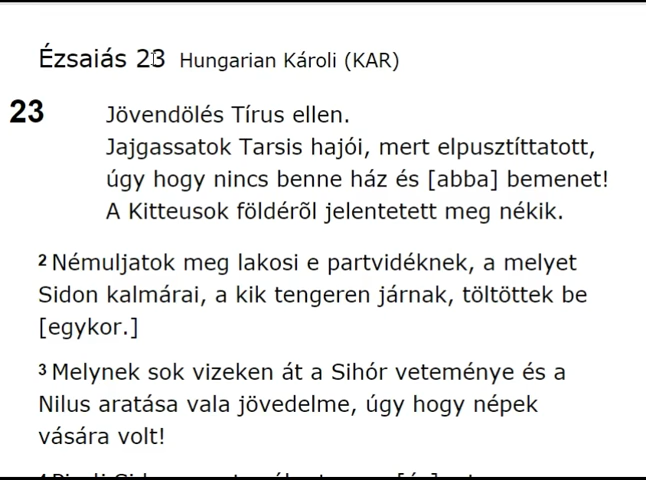 Ézsaiás 23 Hungarian Károli (KAR)
23 Jövendölés Tírus ellen.
Jajgassatok Tarsis hajói, mert elpusztíttatott,
úgy hogy nincs benne ház és [abba] bemenet!
A Kitteusok földérõl jelentetett meg nékik.
2 Némuljatok meg lakosi e partvidéknek, a melyet
Sidon kalmárai, a kik tengeren járnak, töltöttek be
[egykor.]
3 Melynek sok vizeken át a Sihór veteménye és a
Nilus aratása vala jövedelme, úgy hogy népek
vására volt!